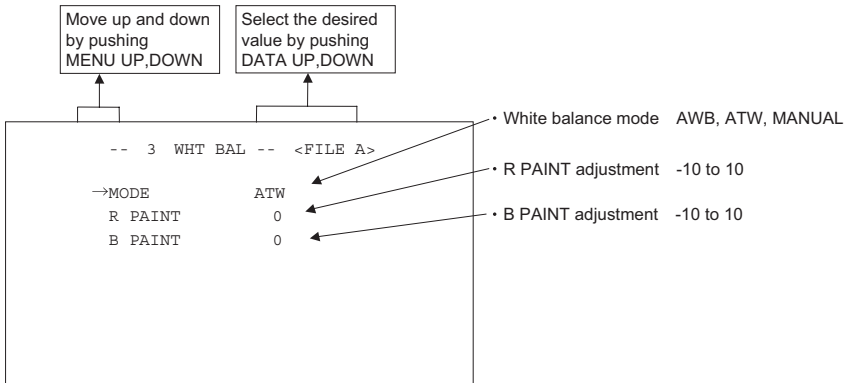 Move up and down
by pushing
MENU UP,DOWN
Select the desired
value by pushing
DATA UP,DOWN
-- 3 WHT BAL -- <FILE A>
→MODE ATW
R PAINT 0
B PAINT 0
• White balance mode AWB, ATW, MANUAL
• R PAINT adjustment -10 to 10
• B PAINT adjustment -10 to 10